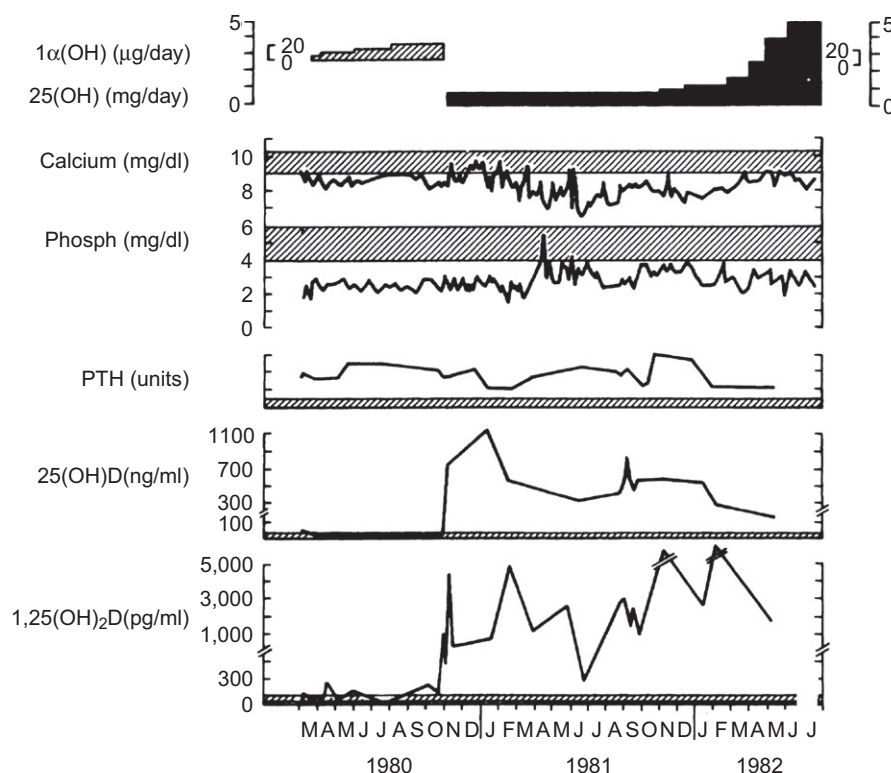 5 5
1α(OH) (μg/day) 20 20
0 0
25(OH) (mg/day)
0 0
Calcium (mg/dl) 10
8
6
Phosph (mg/dl)
4
2
0
PTH (units)
1100
25(OH)D(ng/ml) 700
300
100
5,000
3,000
1,25(OH)₂D(pg/ml)
1,000
300
0
M A M J J A S O N D J F M A M J J A S O N D J F M A M J J
1980 1981 1982